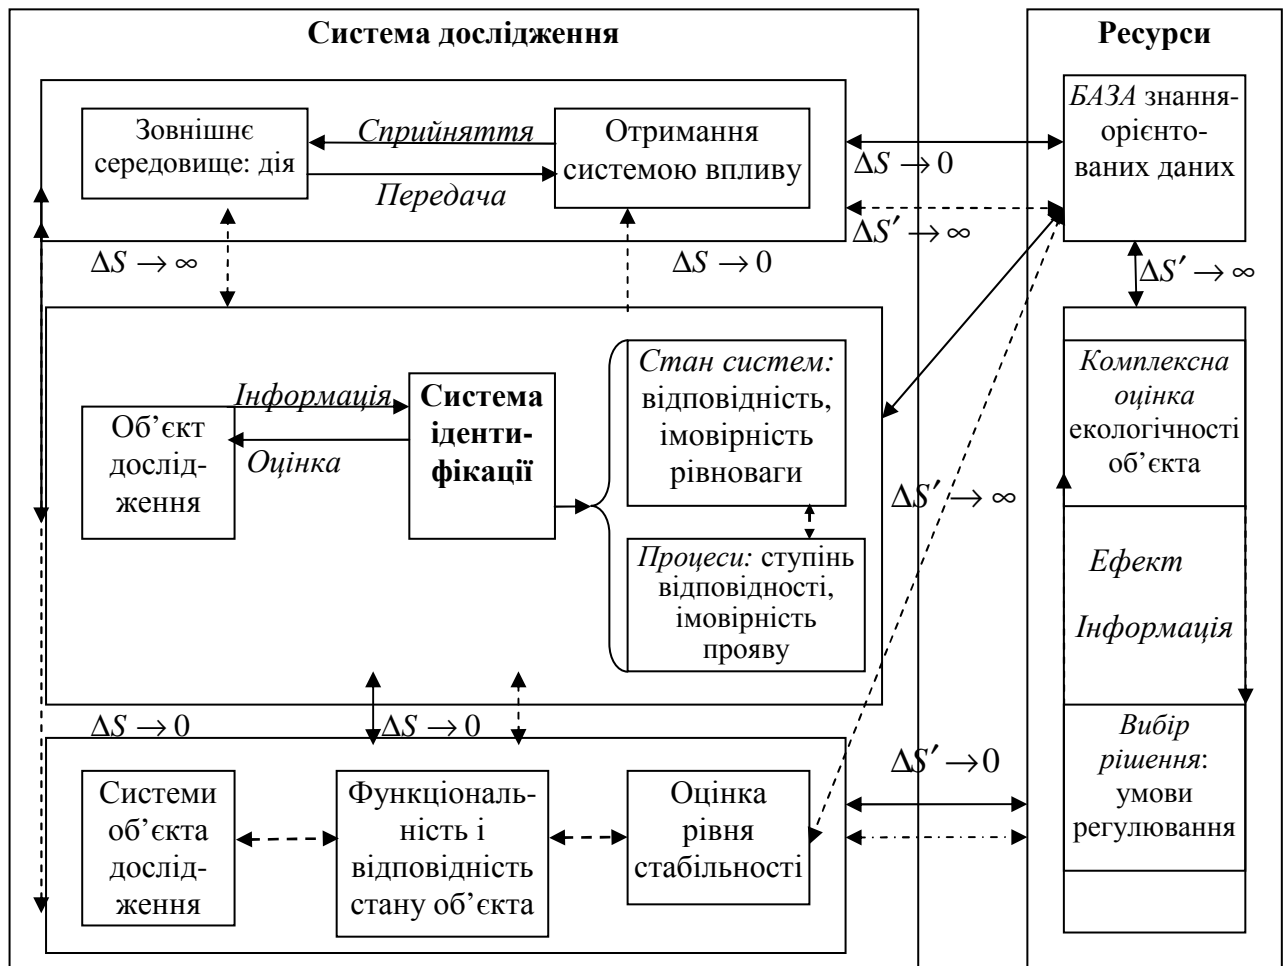 Система дослідження
Ресурси
Зовнішнє
середовище: дія
Сприйняття
Передача
Отримання
системою впливу
ΔS → 0
ΔS′ → ∞
БАЗА знання-
орієнто-
ваних даних
ΔS → ∞
ΔS → 0
ΔS′ → ∞
Об’єкт
дослід-
ження
Інформація
Оцінка
Система
іденти-
фікації
Стан систем:
відповідність,
імовірність
рівноваги
Процеси: ступінь
відповідності,
імовірність
прояву
ΔS′ → ∞
Комплексна
оцінка
екологічності
об’єкта
Ефект
Інформація
Вибір
рішення:
умови
регулювання
ΔS → 0
ΔS → 0
ΔS′ → 0
Системи
об’єкта
дослід-
ження
Функціональ-
ність і
відповідність
стану об’єкта
Оцінка
рівня
стабільності